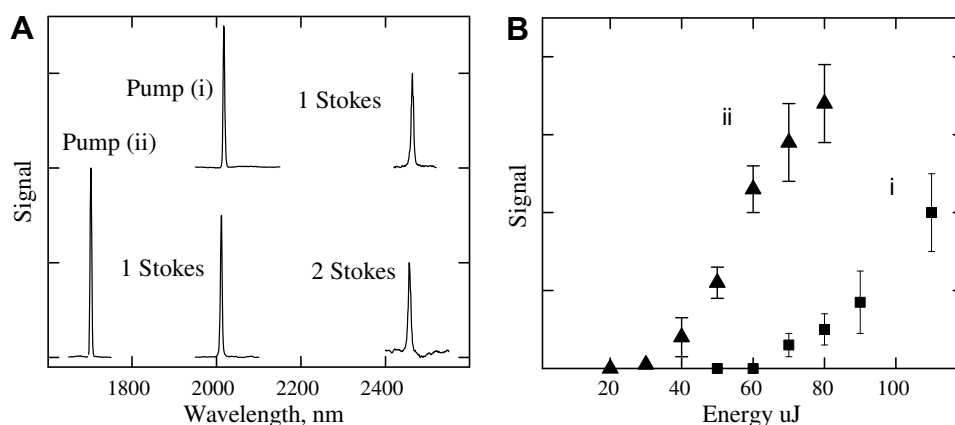 A
Pump (i)
1 Stokes
Pump (ii)
1 Stokes
2 Stokes
Signal
1800
2000
2200
2400
Wavelength, nm
B
ii
i
Signal
20
40
60
80
100
Energy uJ